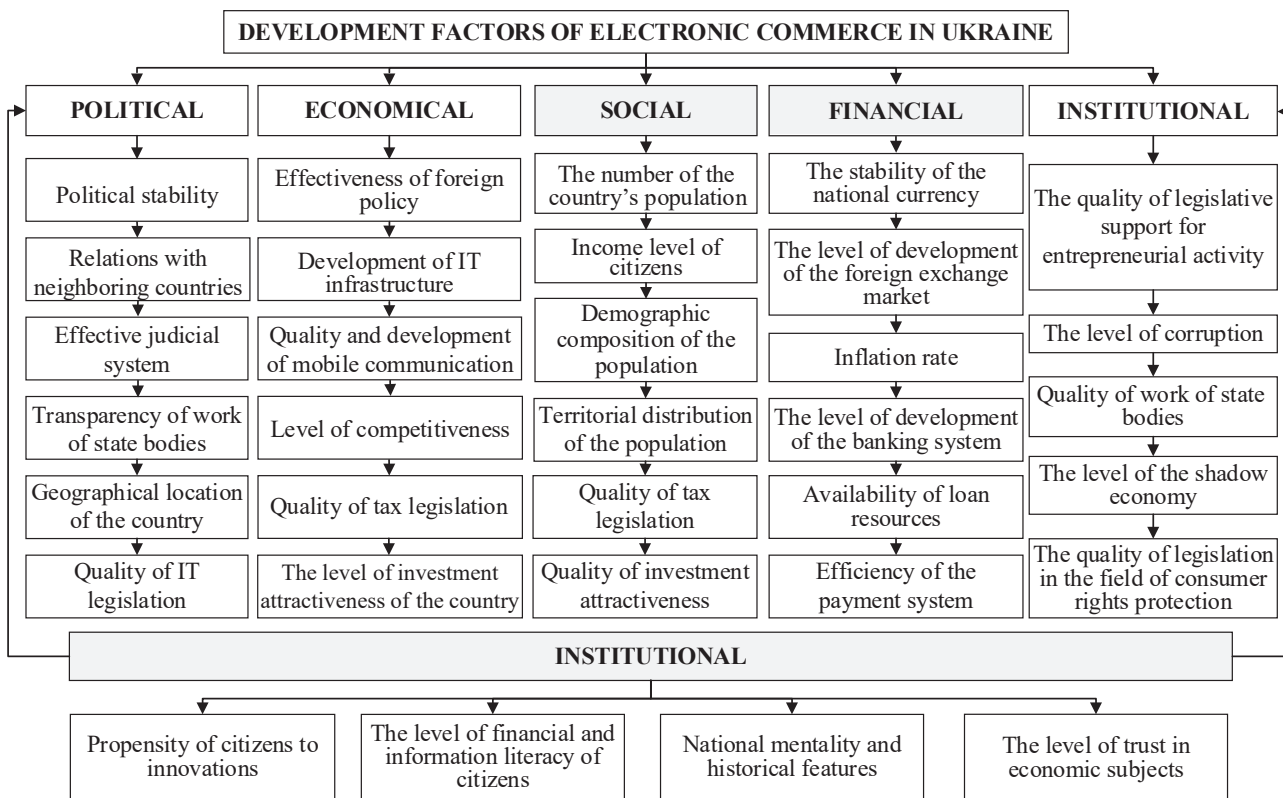 DEVELOPMENT FACTORS OF ELECTRONIC COMMERCE IN UKRAINE
POLITICAL
Political stability
Relations with
neighboring countries
Effective judicial
system
Transparency of work
of state bodies
Geographical location
of the country
Quality of IT
legislation
ECONOMICAL
Effectiveness of foreign
policy
Development of IT
infrastructure
Quality and development
of mobile communication
Level of competitiveness
Quality of tax legislation
The level of investment
attractiveness of the country
SOCIAL
The number of the
country’s population
Income level of
citizens
Demographic
composition of the
population
Territorial distribution
of the population
Quality of tax
legislation
Quality of investment
attractiveness
FINANCIAL
The stability of the
national currency
The level of development
of the foreign exchange
market
Inflation rate
The level of development
of the banking system
Availability of loan
resources
Efficiency of the
payment system
INSTITUTIONAL
The quality of legislative
support for
entrepreneurial activity
The level of corruption
Quality of work of state
bodies
The level of the shadow
economy
The quality of legislation
in the field of consumer
rights protection
INSTITUTIONAL
Propensity of citizens to
innovations
The level of financial and
information literacy of
citizens
National mentality and
historical features
The level of trust in
economic subjects